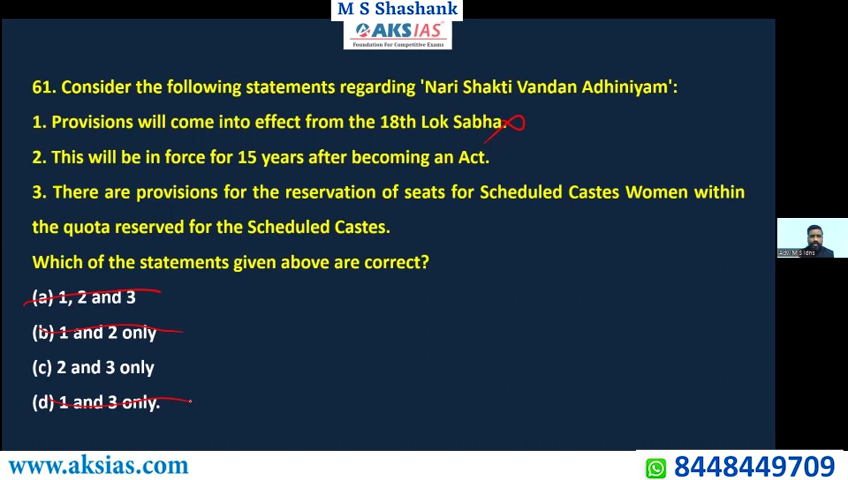 M S Shashank
AKSIAS
Foundation For Competitive Exams
61. Consider the following statements regarding 'Nari Shakti Vandan Adhiniyam':
1. Provisions will come into effect from the 18th Lok Sabha.
2. This will be in force for 15 years after becoming an Act.
3. There are provisions for the reservation of seats for Scheduled Castes Women within
the quota reserved for the Scheduled Castes.
Which of the statements given above are correct?
(a) 1, 2 and 3
(b) 1 and 2 only
(c) 2 and 3 only
(d) 1 and 3 only.
www.aksias.com
8448449709